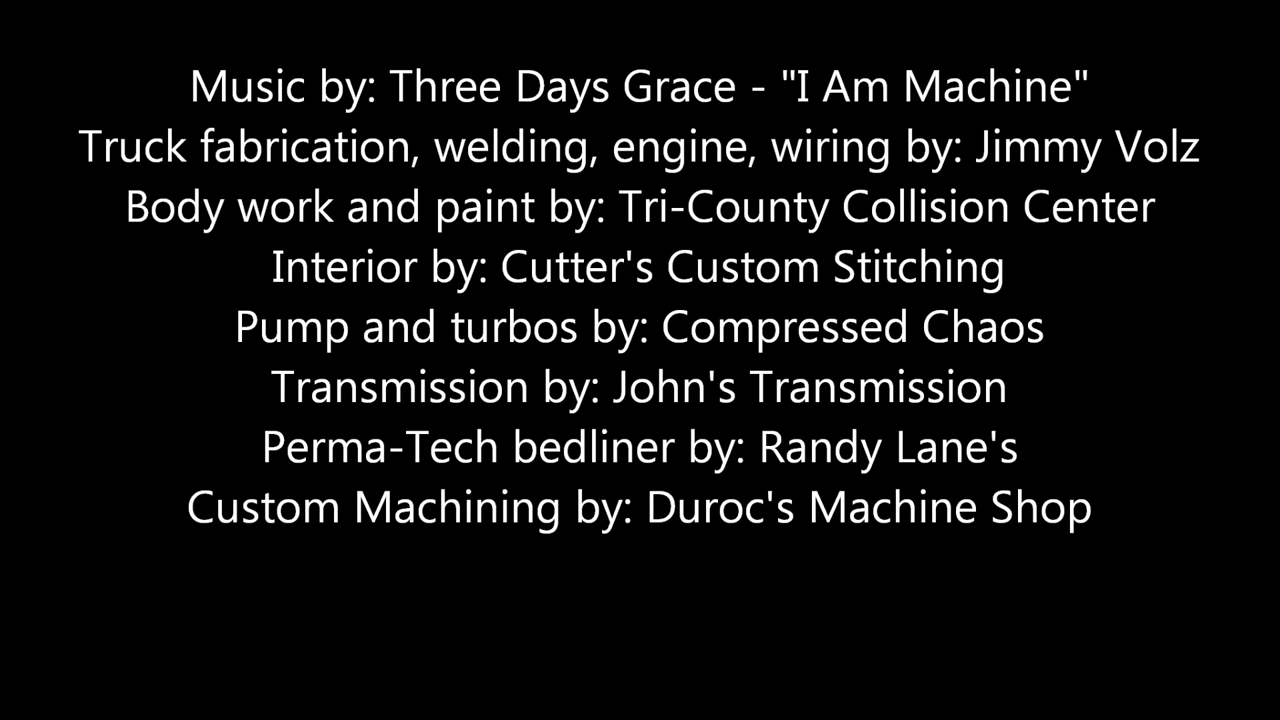 Music by: Three Days Grace - "I Am Machine"
Truck fabrication, welding, engine, wiring by: Jimmy Volz
Body work and paint by: Tri-County Collision Center
Interior by: Cutter's Custom Stitching
Pump and turbos by: Compressed Chaos
Transmission by: John's Transmission
Perma-Tech bedliner by: Randy Lane's
Custom Machining by: Duroc's Machine Shop